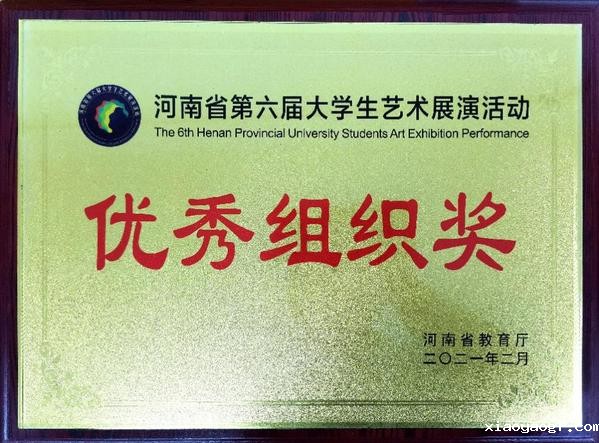 河南省第六届大学生艺术展演活动
The 6th Henan Provincial University Students Art Exhibition Performance
优秀组织奖
河南省教育厅
二〇二一年二月
xiaogaogf.com